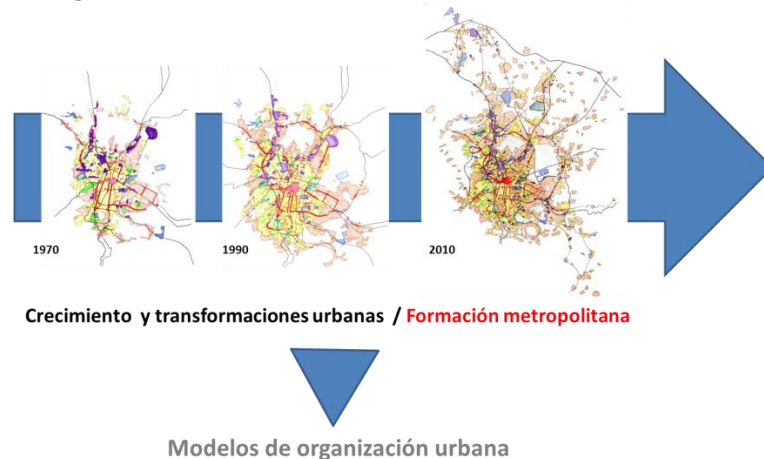 1970
1990
2010
Crecimiento y transformaciones urbanas / Formación metropolitana
Modelos de organización urbana